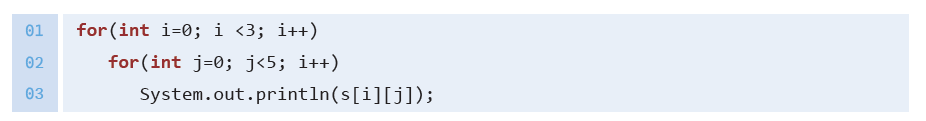 01 for(int i=0; i <3; i++)
02 for(int j=0; j<5; i++)
03 System.out.println(s[i][j]);